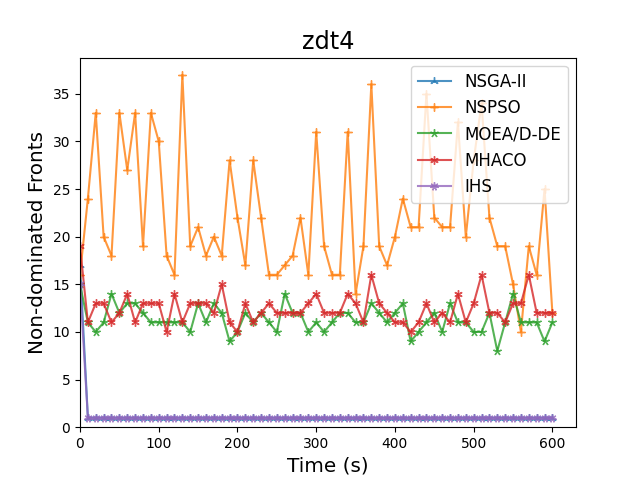 zdt4
Non-dominated Fronts
35
30
25
20
15
10
5
0
0 100 200 300 400 500 600
Time (s)
NSGA-II
NSPSO
MOEA/D-DE
MHACO
IHS